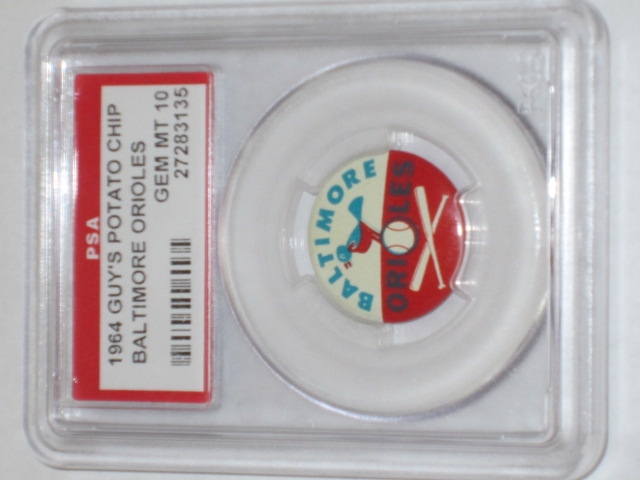 PSA
1964 GUY'S POTATO CHIP
BALTIMORE ORIOLES
GEM MT 10
27283135
BALTIMORE
ORIOLES